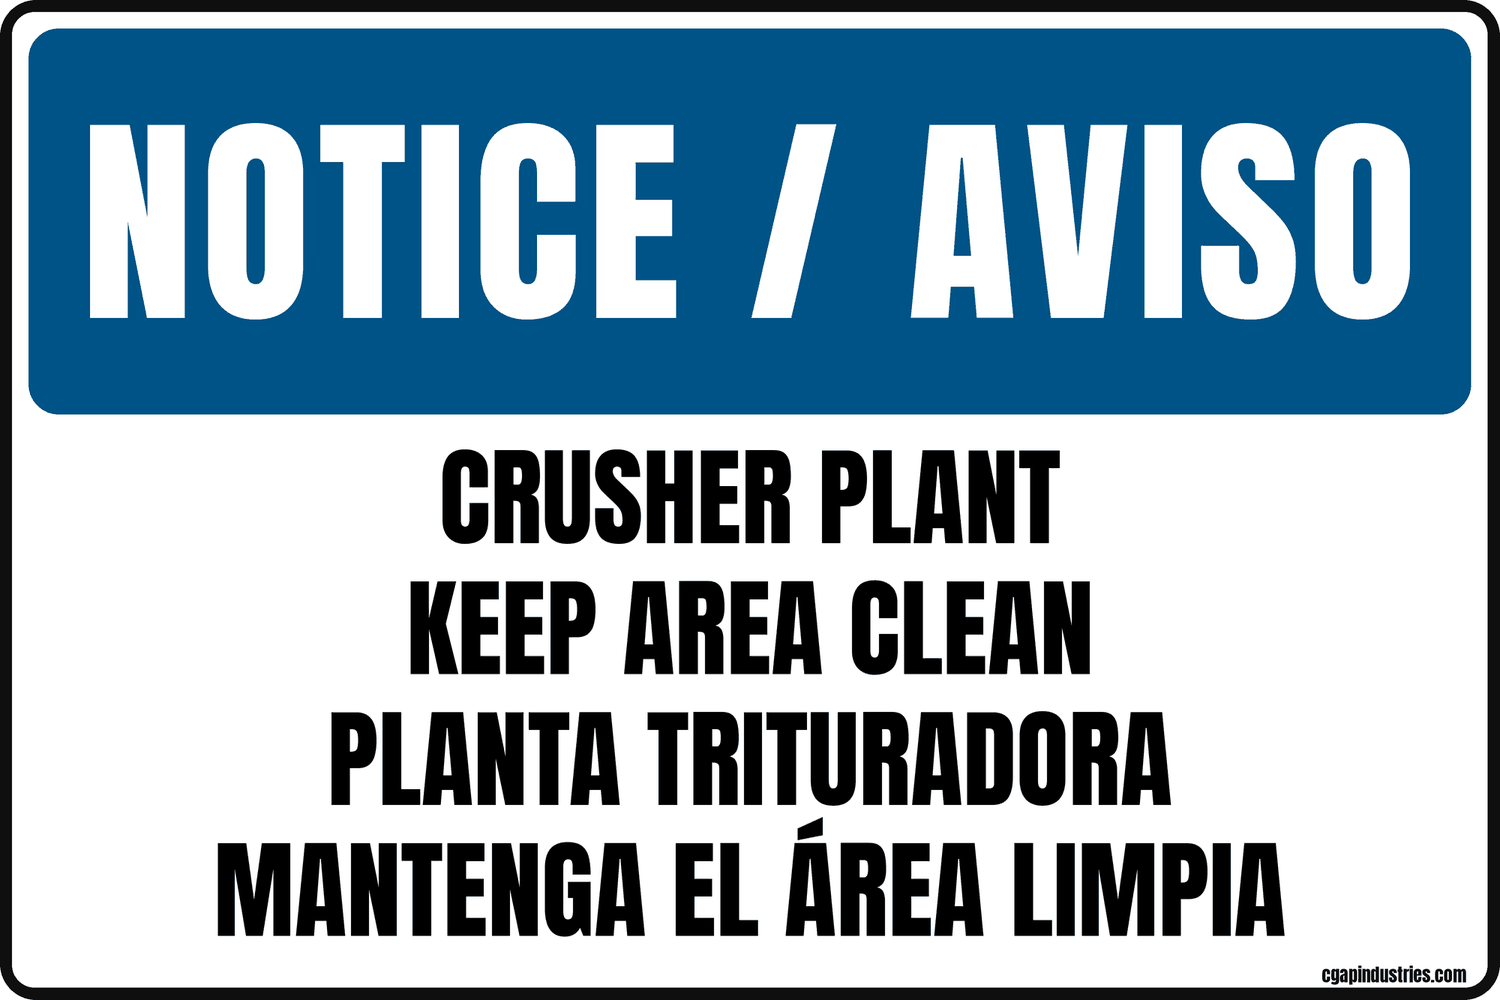 NOTICE / AVISO
CRUSHER PLANT
KEEP AREA CLEAN
PLANTA TRITURADORA
MANTENGA EL ÁREA LIMPIA
cgapindustries.com